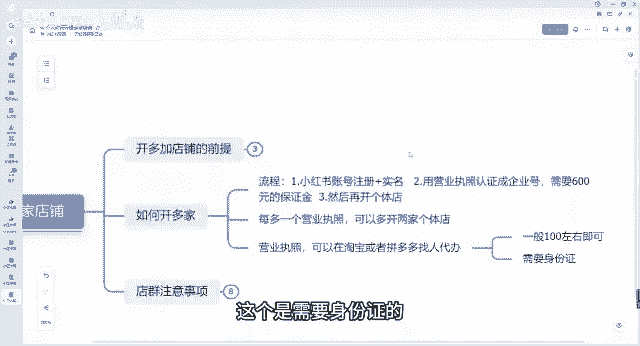 开多加店铺的前提
3
流程：1.小红书账号注册+实名 2.用营业执照认证成企业号，需要600
元的保证金 3.然后再开个体店
家店铺
如何开多家
每多一个营业执照，可以多开两家个体店
营业执照，可以在淘宝或者拼多多找人代办
一般100左右即可
需要身份证
店群注意事项
8
这个是需要身份证的